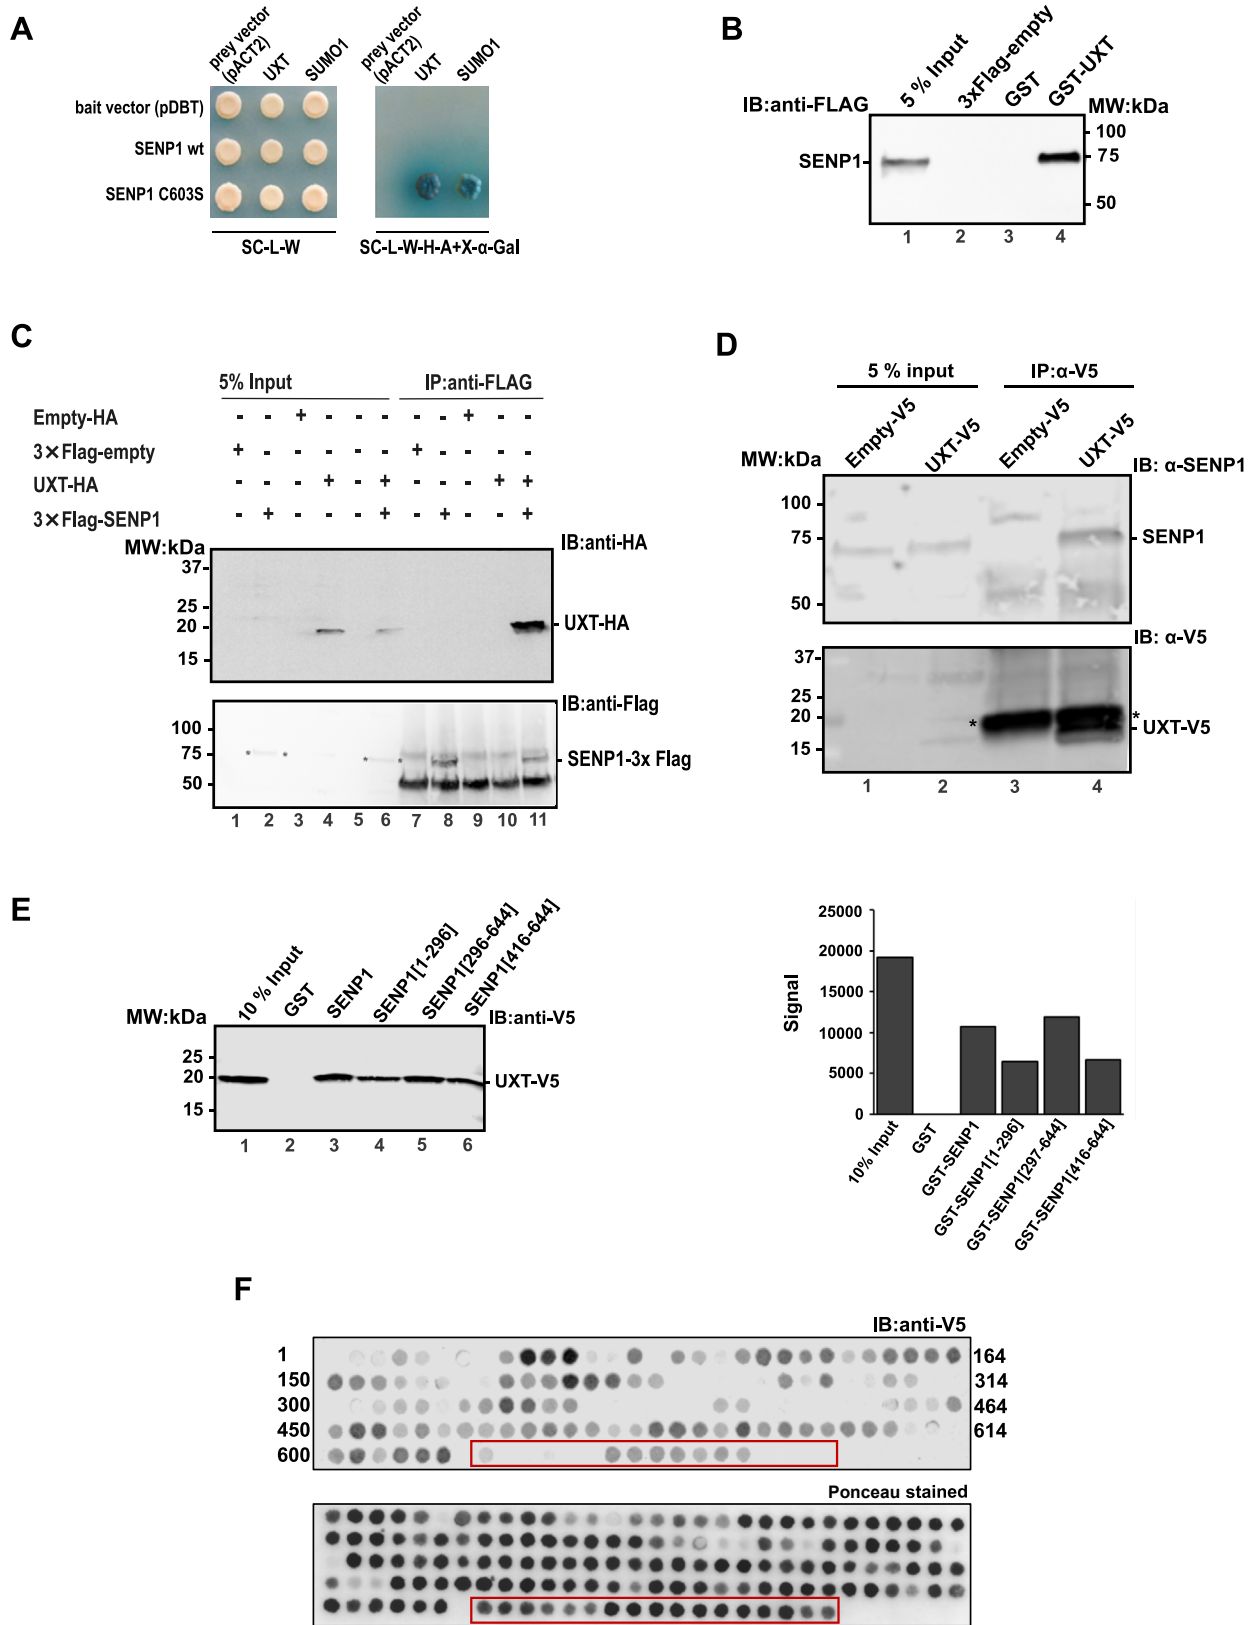 A
prey vector
(pACT2)
UXT
SUMO1
prey vector
(pACT2)
UXT
SUMO1
bait vector (pDBT)
SENP1 wt
SENP1 C603S
SC-L-W
SC-L-W-H-A+X-α-Gal
B
IB:anti-FLAG
5 % Input
3xFlag-empty
GST
GST-UXT
MW:kDa
SENP1
100
75
50
1 2 3 4
C
5% Input
IP:anti-FLAG
Empty-HA - - + - - - - - + - -
3×Flag-empty + - - - - - + - - - -
UXT-HA - - - + - + - - - + +
3×Flag-SENP1 - + - - - + - + - - +
MW:kDa
IB:anti-HA
37
25
20
15
UXT-HA
IB:anti-Flag
100
75
50
* * * *
SENP1-3x Flag
1 2 3 4 5 6 7 8 9 10 11
D
5 % input
IP:α-V5
Empty-V5
UXT-V5
Empty-V5
UXT-V5
MW:kDa
IB: α-SENP1
100
75
50
SENP1
IB: α-V5
37
25
20
15
* *
UXT-V5
1 2 3 4
E
10 % Input
GST
SENP1
SENP1[1-296]
SENP1[296-644]
SENP1[416-644]
MW:kDa
IB:anti-V5
25
20
15
UXT-V5
1 2 3 4 5 6
Signal
25000
20000
15000
10000
5000
0
10% Input
GST
GST-SENP1
GST-SENP1[1-296]
GST-SENP1[297-644]
GST-SENP1[416-644]
F
IB:anti-V5
1 164
150 314
300 464
450 614
600
Ponceau stained